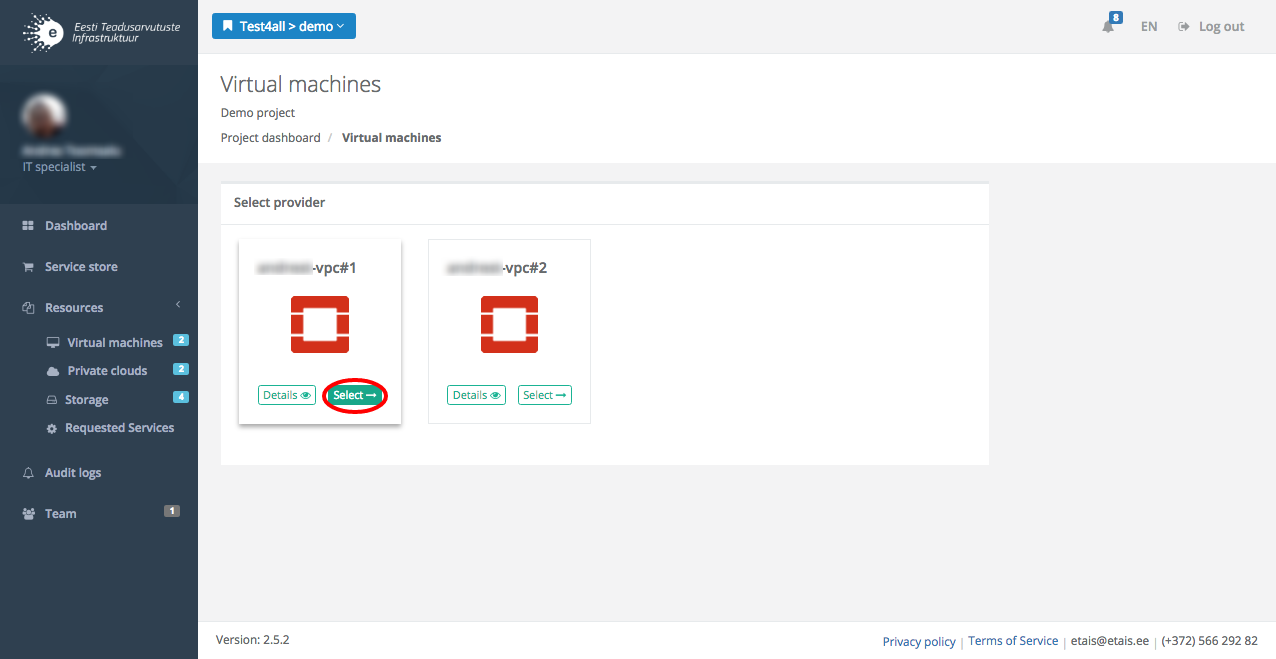 e
Eesti Teadusarvutuste
Infrastruktuur
Test4all > demo
8
EN
Log out
IT specialist
Virtual machines
Demo project
Project dashboard / Virtual machines
Dashboard
Service store
Resources
Virtual machines 2
Private clouds 2
Storage 4
Requested Services
Audit logs
Team 1
Select provider
-vpc#1
Details
Select
-vpc#2
Details
Select
Version: 2.5.2
Privacy policy | Terms of Service | etais@etais.ee | (+372) 566 292 82